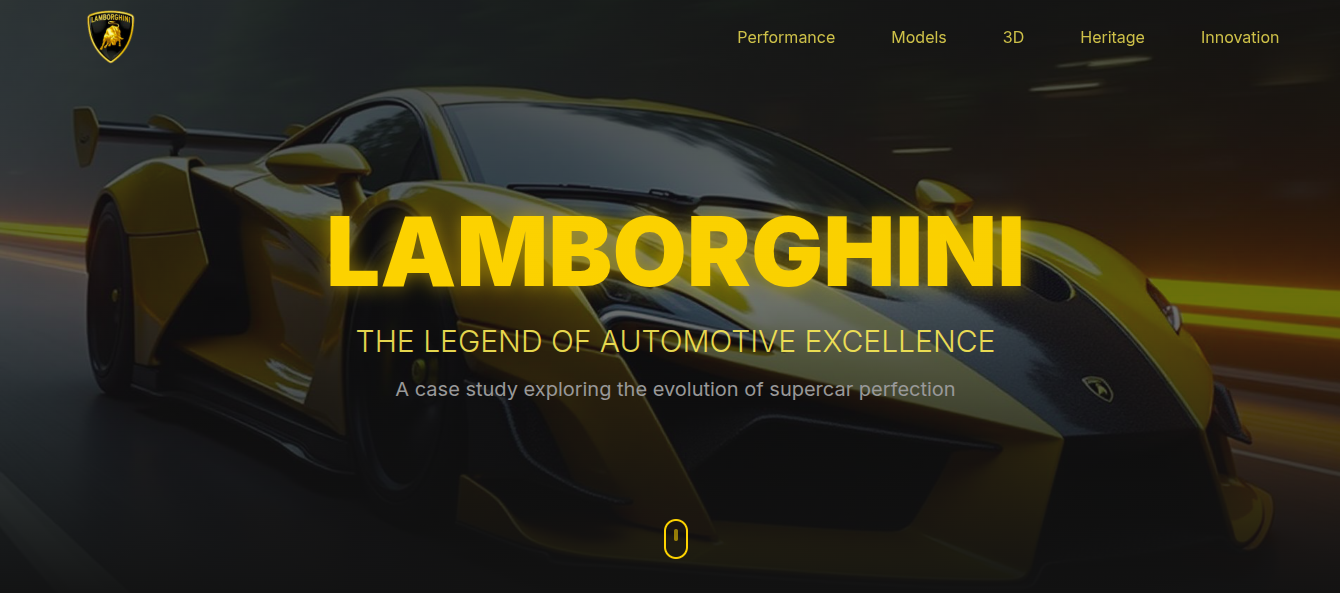 LAMBORGHINI
Performance
Models
3D
Heritage
Innovation
LAMBORGHINI
THE LEGEND OF AUTOMOTIVE EXCELLENCE
A case study exploring the evolution of supercar perfection